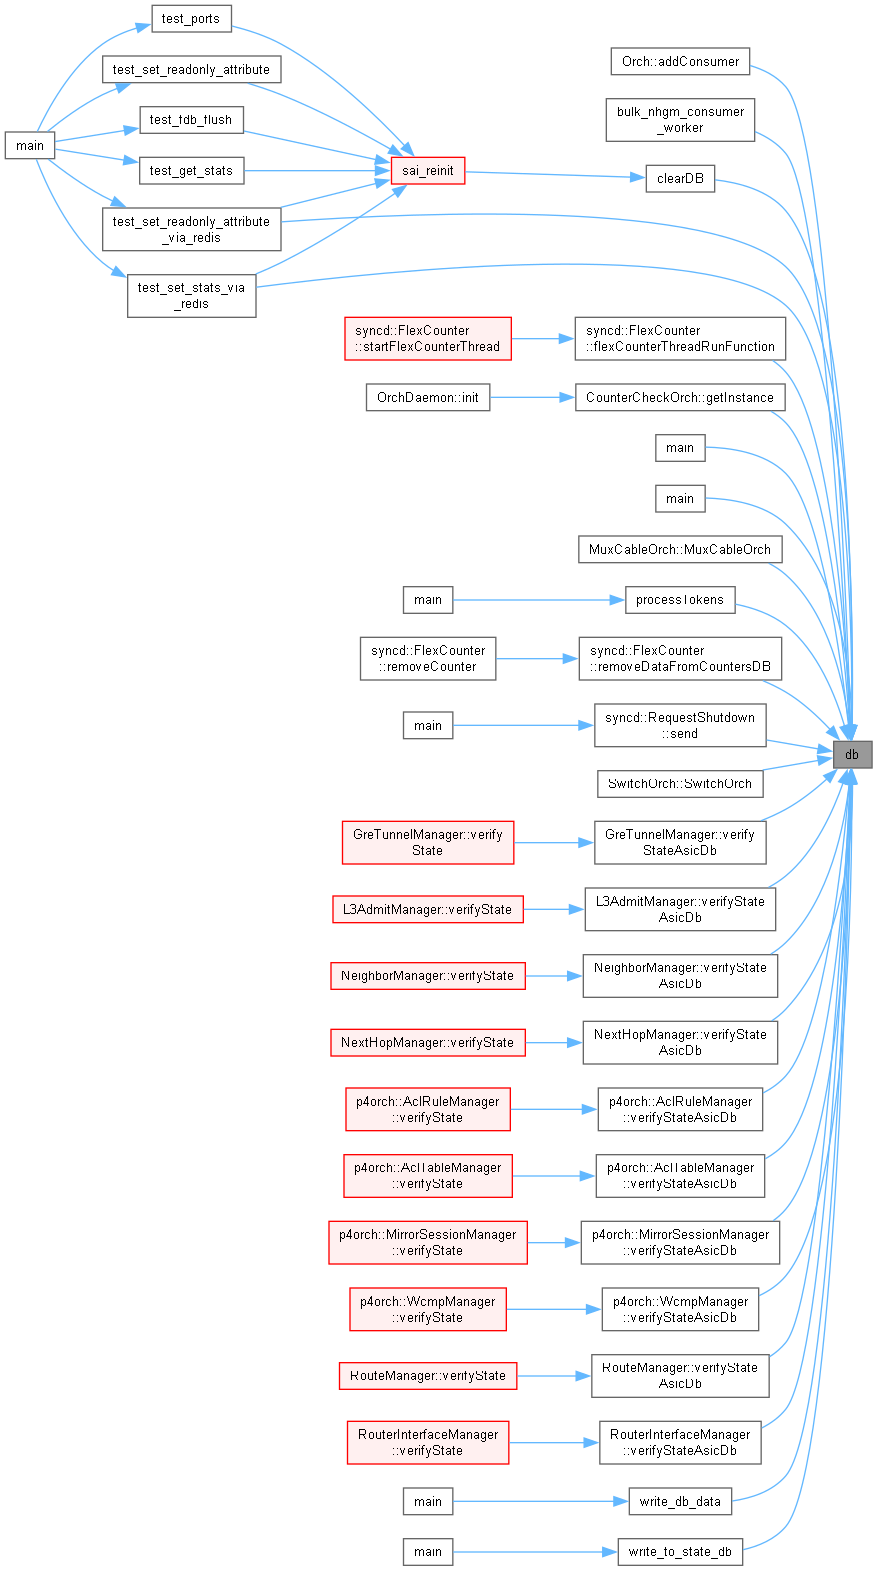 test_ports
Orch::addConsumer
test_set_readonly_attribute
bulk_nhgm_consumer
_worker
test_fdb_flush
main
test_get_stats
sai_reinit
clearDB
test_set_readonly_attribute
_via_redis
test_set_stats_via
_redis
syncd::FlexCounter
::startFlexCounterThread
syncd::FlexCounter
::flexCounterThreadRunFunction
OrchDaemon::init
CounterCheckOrch::getInstance
main
main
MuxCableOrch::MuxCableOrch
main
processTokens
syncd::FlexCounter
::removeCounter
syncd::FlexCounter
::removeDataFromCountersDB
main
syncd::RequestShutdown
::send
db
SwitchOrch::SwitchOrch
GreTunnelManager::verify
State
GreTunnelManager::verify
StateAsicDb
L3AdmitManager::verifyState
L3AdmitManager::verifyState
AsicDb
NeighborManager::verifyState
NeighborManager::verifyState
AsicDb
NextHopManager::verifyState
NextHopManager::verifyState
AsicDb
p4orch::AclRuleManager
::verifyState
p4orch::AclRuleManager
::verifyStateAsicDb
p4orch::AclTableManager
::verifyState
p4orch::AclTableManager
::verifyStateAsicDb
p4orch::MirrorSessionManager
::verifyState
p4orch::MirrorSessionManager
::verifyStateAsicDb
p4orch::WcmpManager
::verifyState
p4orch::WcmpManager
::verifyStateAsicDb
RouteManager::verifyState
RouteManager::verifyState
AsicDb
RouterInterfaceManager
::verifyState
RouterInterfaceManager
::verifyStateAsicDb
main
write_db_data
main
write_to_state_db